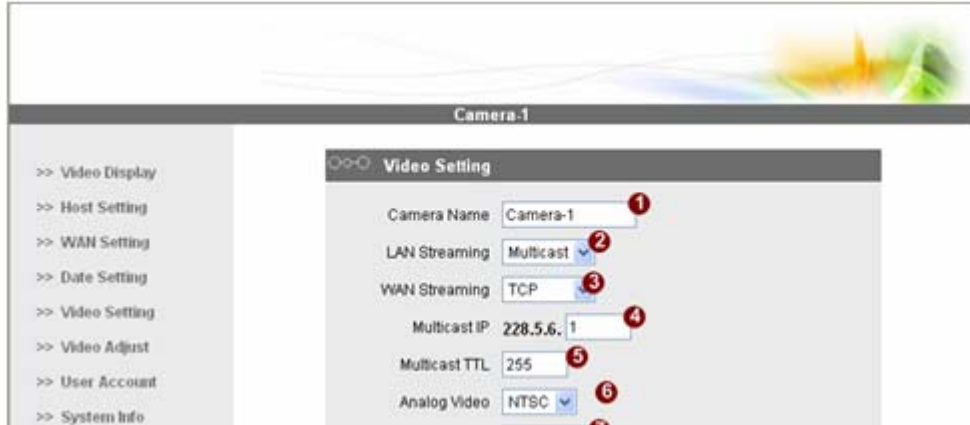 Camera-1
>> Video Display
>> Host Setting
>> WAN Setting
>> Date Setting
>> Video Setting
>> Video Adjust
>> User Account
>> System Info
Video Setting
Camera Name Camera-1 1
LAN Streaming Multicast 2
WAN Streaming TCP 3
Multicast IP 228.5.6. 1 4
Multicast TTL 255 5
Analog Video NTSC 6